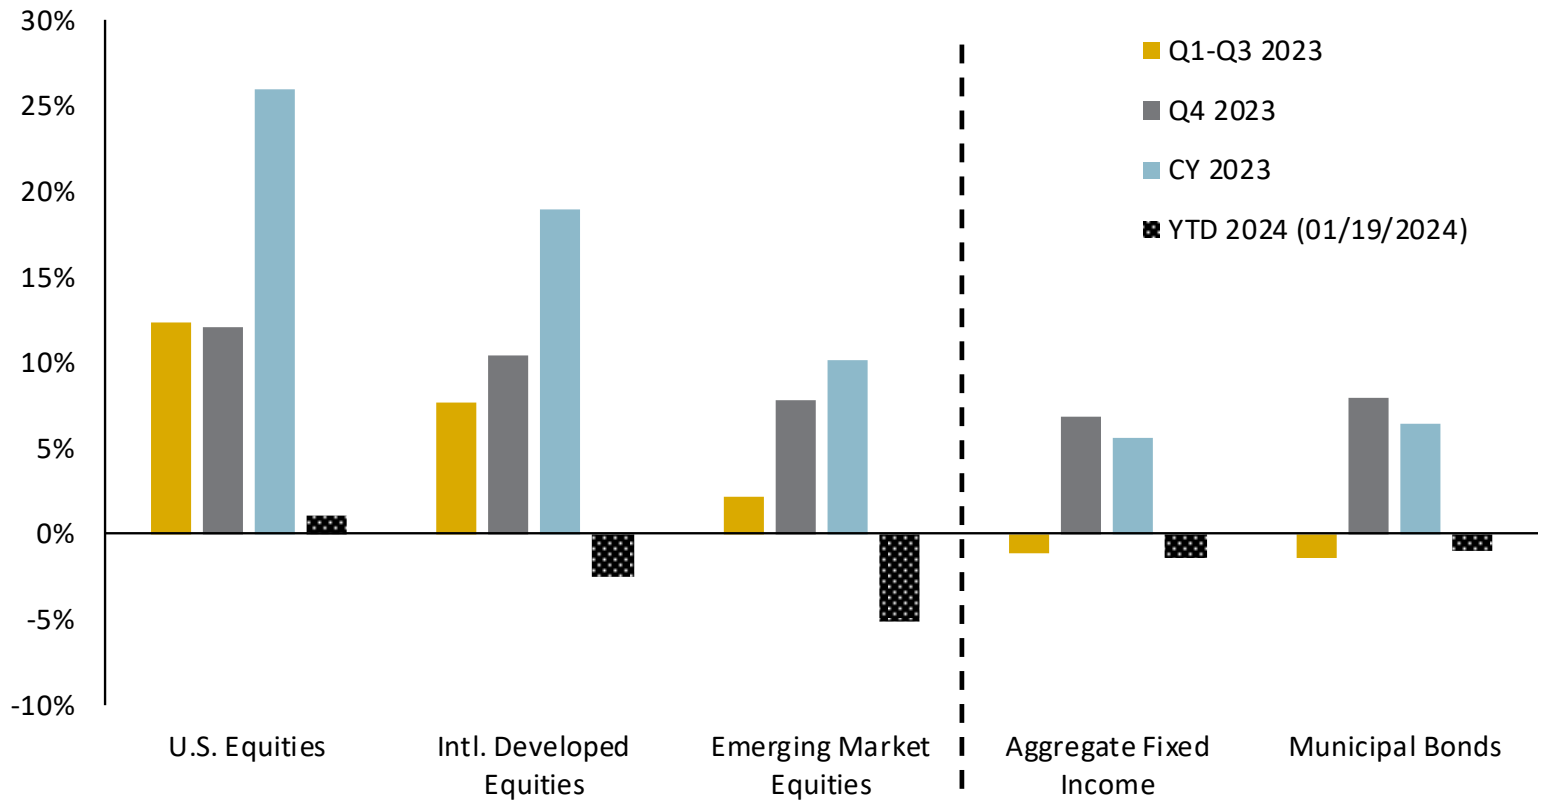 30%
25%
20%
15%
10%
5%
0%
-5%
-10%
Q1-Q3 2023
Q4 2023
CY 2023
YTD 2024 (01/19/2024)
U.S. Equities
Intl. Developed
Equities
Emerging Market
Equities
Aggregate Fixed
Income
Municipal Bonds